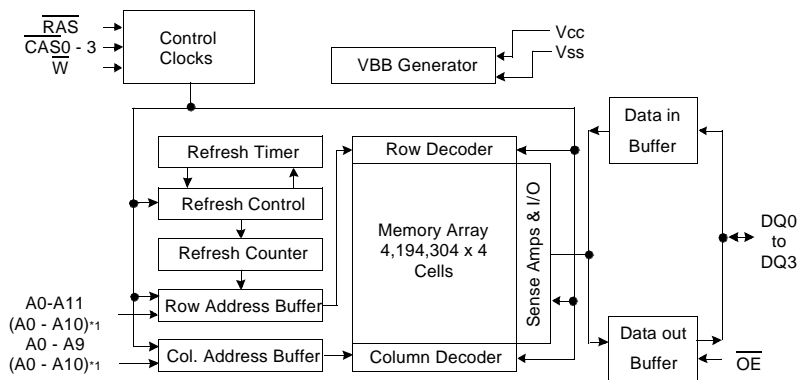 RAS
CAS0 - 3
W
Control
Clocks
VBB Generator
Vcc
Vss
Refresh Timer
Refresh Control
Refresh Counter
Row Address Buffer
Col. Address Buffer
A0-A11
(A0 - A10)*1
A0 - A9
(A0 - A10)*1
Row Decoder
Memory Array
4,194,304 x 4
Cells
Column Decoder
Sense Amps & I/O
Data in
Buffer
Data out
Buffer
DQ0
to
DQ3
OE